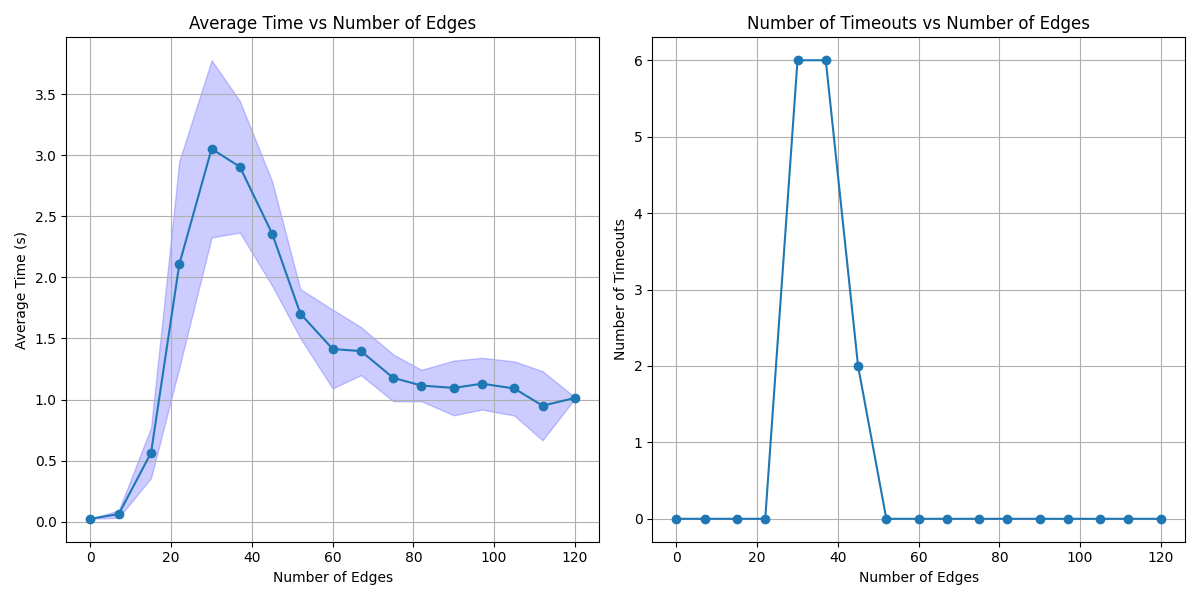 Average Time vs Number of Edges
Average Time (s)
3.5
3.0
2.5
2.0
1.5
1.0
0.5
0.0
0 20 40 60 80 100 120
Number of Edges
Number of Timeouts vs Number of Edges
Number of Timeouts
6
5
4
3
2
1
0
0 20 40 60 80 100 120
Number of Edges